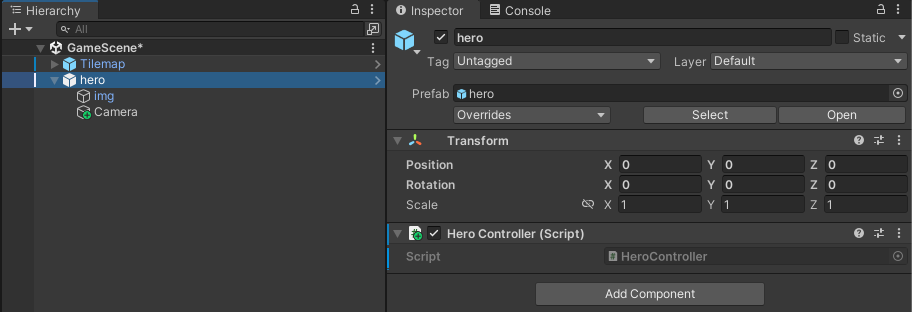 Hierarchy
All
GameScene*
Tilemap
hero
img
Camera
Inspector Console
hero Static
Tag Untagged Layer Default
Prefab hero
Overrides Select Open
Transform
Position X 0 Y 0 Z 0
Rotation X 0 Y 0 Z 0
Scale X 1 Y 1 Z 1
Hero Controller (Script)
Script # HeroController
Add Component